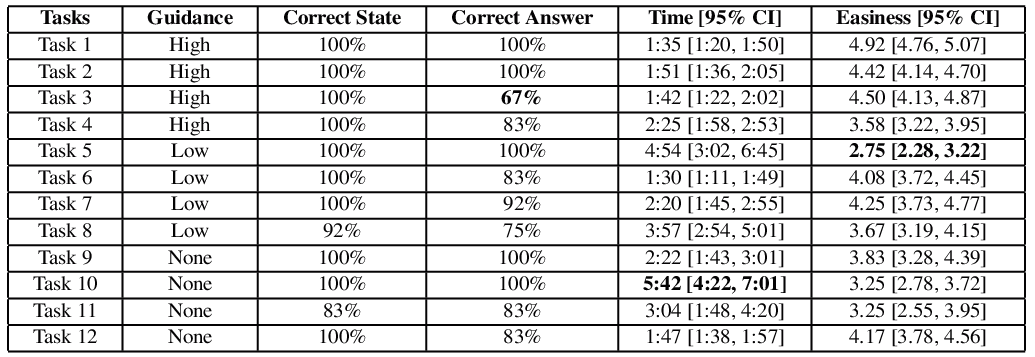 Tasks Guidance Correct State Correct Answer Time [95% CI] Easiness [95% CI]
Task 1 High 100% 100% 1:35 [1:20, 1:50] 4.92 [4.76, 5.07]
Task 2 High 100% 100% 1:51 [1:36, 2:05] 4.42 [4.14, 4.70]
Task 3 High 100% 67% 1:42 [1:22, 2:02] 4.50 [4.13, 4.87]
Task 4 High 100% 83% 2:25 [1:58, 2:53] 3.58 [3.22, 3.95]
Task 5 Low 100% 100% 4:54 [3:02, 6:45] 2.75 [2.28, 3.22]
Task 6 Low 100% 83% 1:30 [1:11, 1:49] 4.08 [3.72, 4.45]
Task 7 Low 100% 92% 2:20 [1:45, 2:55] 4.25 [3.73, 4.77]
Task 8 Low 92% 75% 3:57 [2:54, 5:01] 3.67 [3.19, 4.15]
Task 9 None 100% 100% 2:22 [1:43, 3:01] 3.83 [3.28, 4.39]
Task 10 None 100% 100% 5:42 [4:22, 7:01] 3.25 [2.78, 3.72]
Task 11 None 83% 83% 3:04 [1:48, 4:20] 3.25 [2.55, 3.95]
Task 12 None 100% 83% 1:47 [1:38, 1:57] 4.17 [3.78, 4.56]